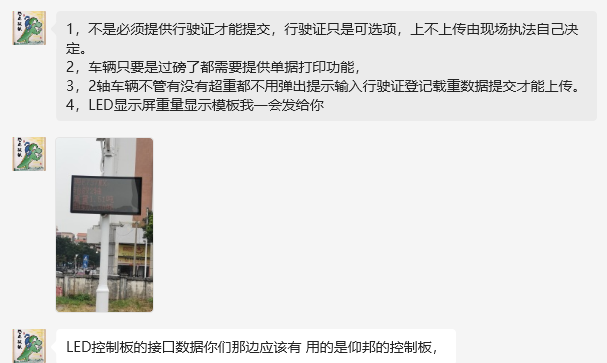 1，不是必须提供行驶证才能提交，行驶证只是可选项，上不上传由现场执法自己决
定。
2，车辆只要是过磅了都需要提供单据打印功能，
3，2轴车辆不管有没有超重都不用弹出提示输入行驶证登记载重数据提交才能上传。
4，LED显示屏重量显示模板我一会发给你
LED控制板的接口数据你们那边应该有 用的是仰邦的控制板，